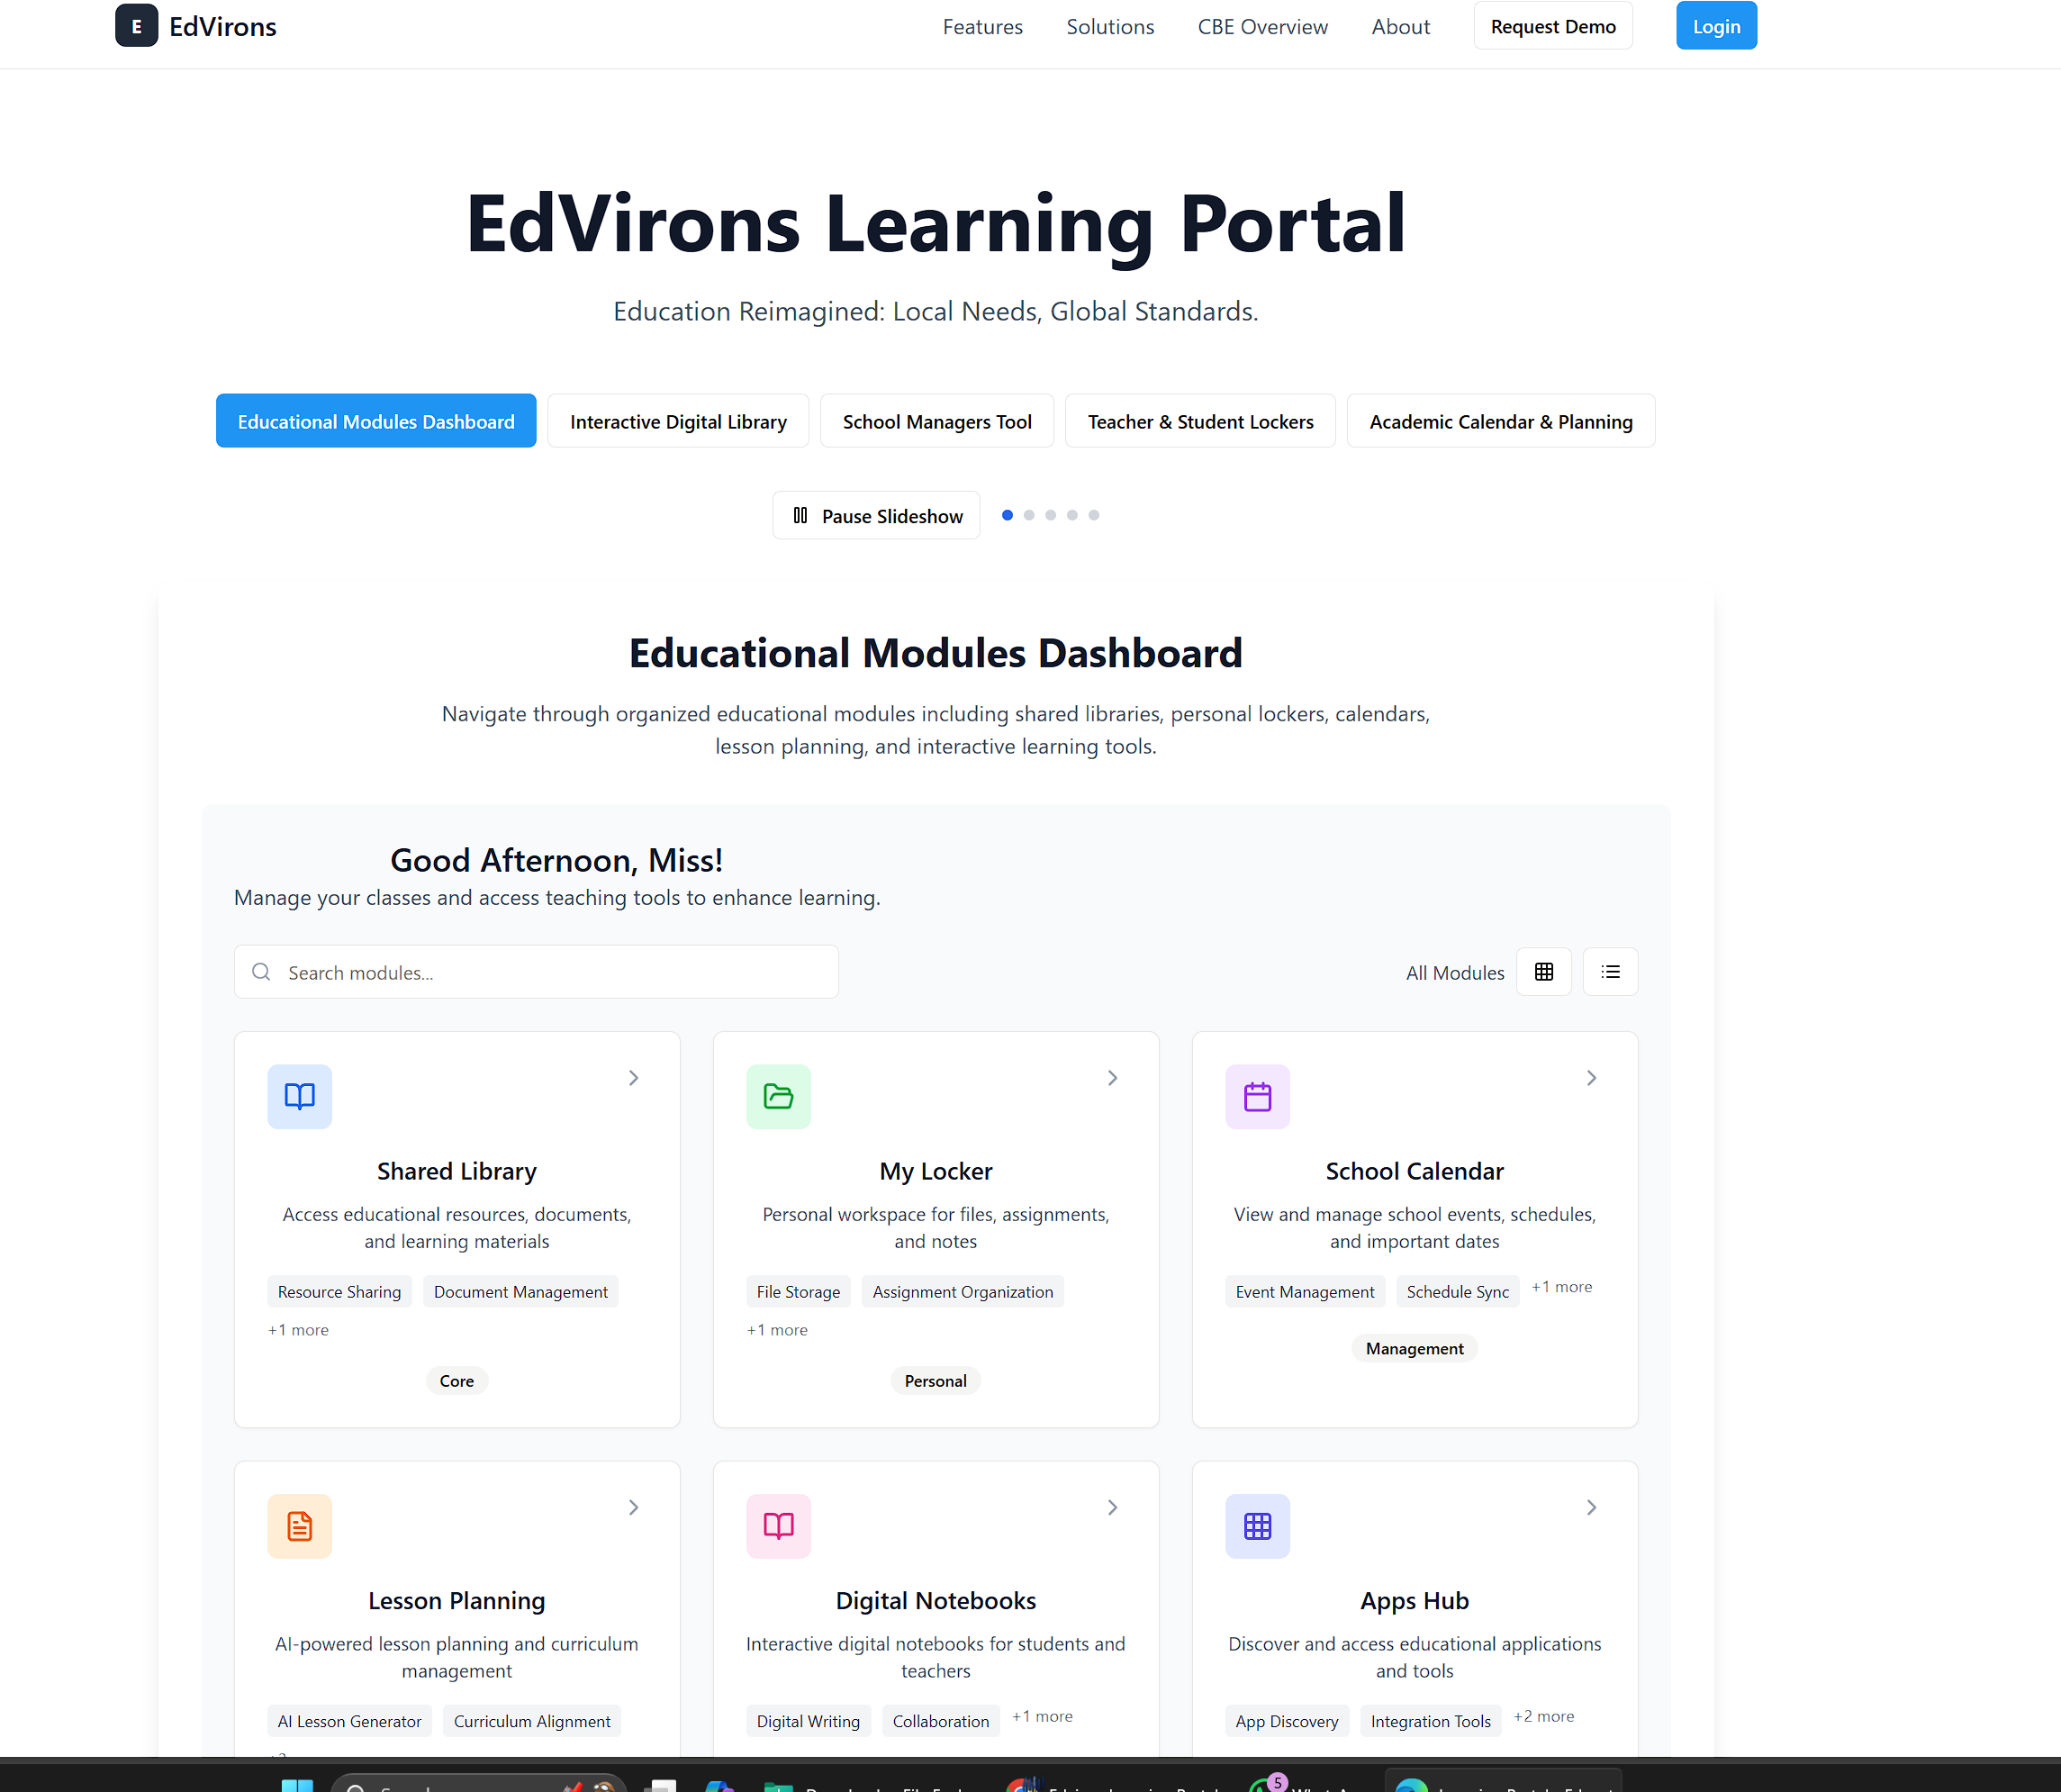 E EdVirons Features Solutions CBE Overview About Request Demo Login
EdVirons Learning Portal
Education Reimagined: Local Needs, Global Standards.
Educational Modules Dashboard Interactive Digital Library School Managers Tool Teacher & Student Lockers Academic Calendar & Planning
Pause Slideshow
Educational Modules Dashboard
Navigate through organized educational modules including shared libraries, personal lockers, calendars,
lesson planning, and interactive learning tools.
Good Afternoon, Miss!
Manage your classes and access teaching tools to enhance learning.
Search modules... All Modules
Shared Library
Access educational resources, documents,
and learning materials
Resource Sharing Document Management
+1 more
Core
My Locker
Personal workspace for files, assignments,
and notes
File Storage Assignment Organization
+1 more
Personal
School Calendar
View and manage school events, schedules,
and important dates
Event Management Schedule Sync +1 more
Management
Lesson Planning
AI-powered lesson planning and curriculum
management
AI Lesson Generator Curriculum Alignment
Digital Notebooks
Interactive digital notebooks for students and
teachers
Digital Writing Collaboration +1 more
Apps Hub
Discover and access educational applications
and tools
App Discovery Integration Tools +2 more
5